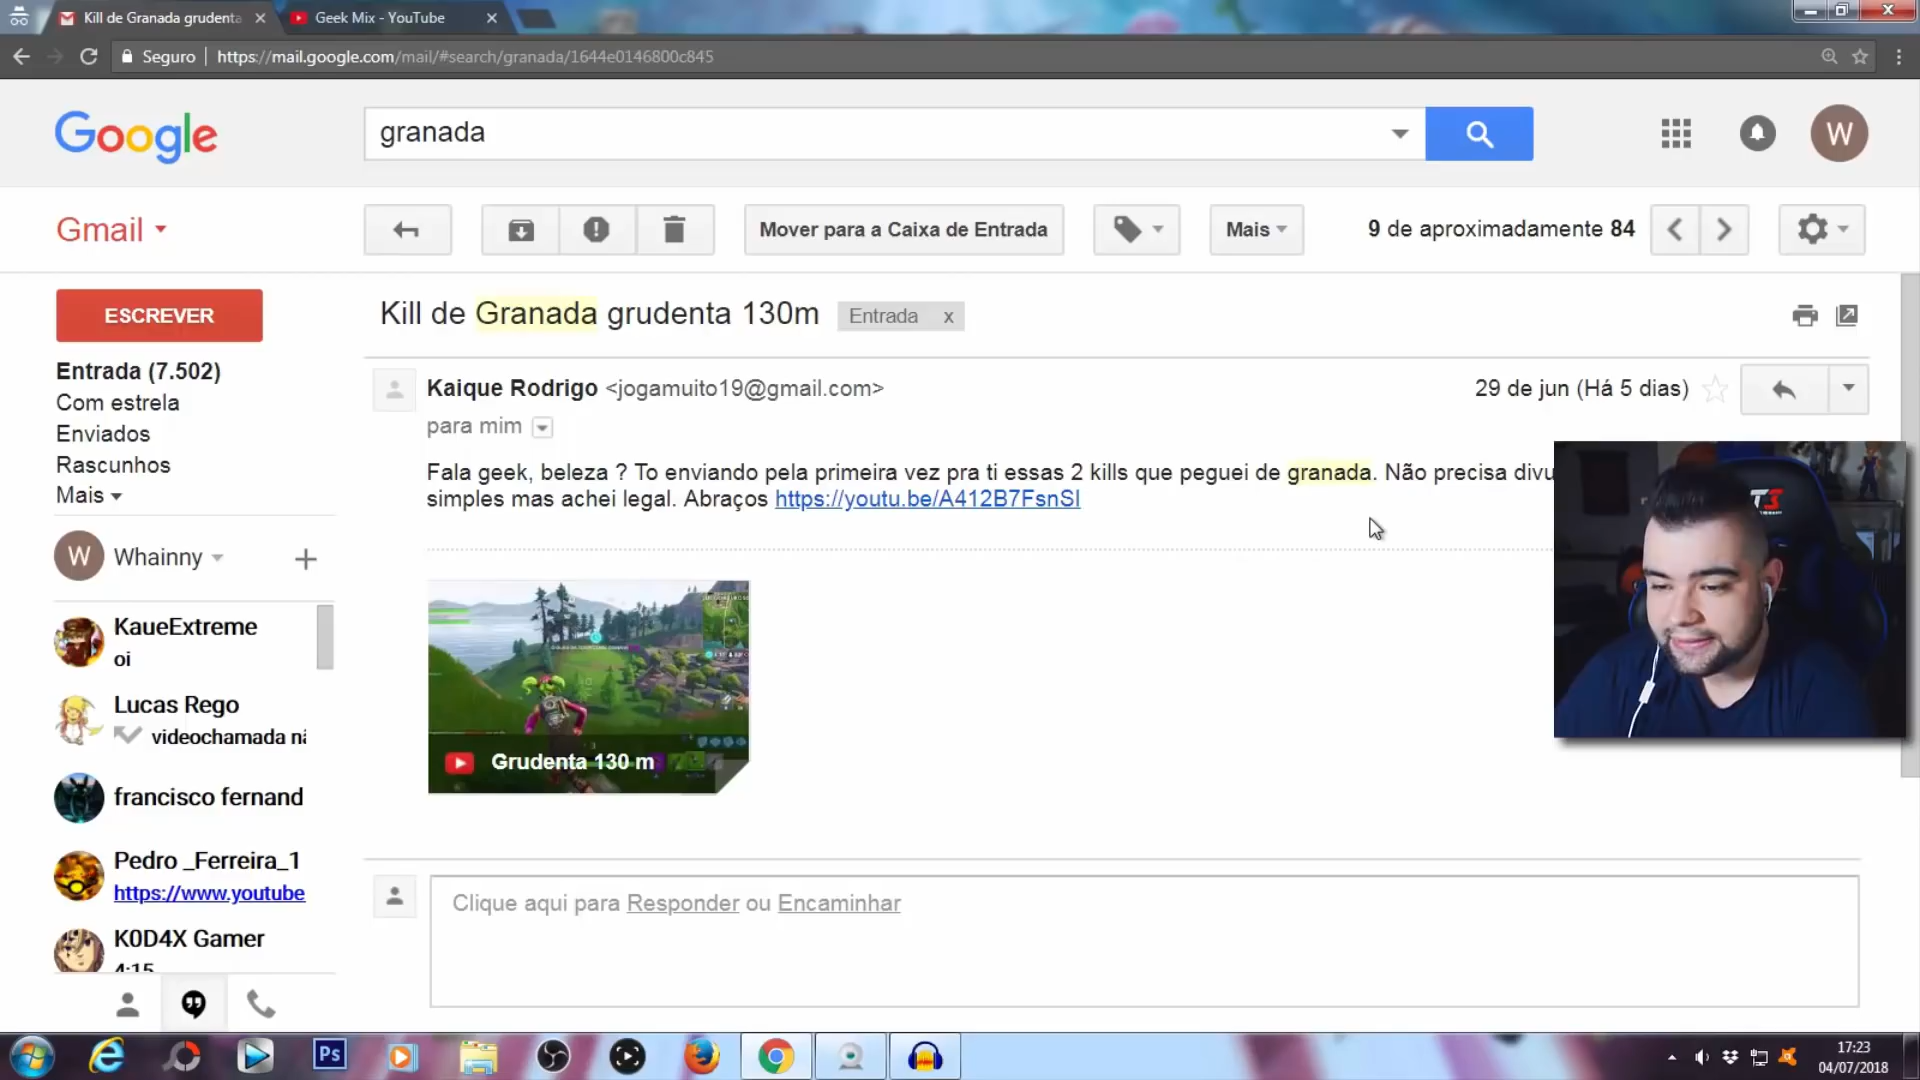 Kill de Granada grudenta
Geek Mix - YouTube
Seguro
https://mail.google.com/mail/#search/granada/1644e0146800c845
Google
granada
W
Gmail
Mover para a Caixa de Entrada
Mais
9 de aproximadamente 84
ESCREVER
Kill de Granada grudenta 130m
Entrada x
Entrada (7.502)
Com estrela
Enviados
Rascunhos
Mais
Kaique Rodrigo <jogamuito19@gmail.com>
29 de jun (Há 5 dias)
para mim
Fala geek, beleza ? To enviando pela primeira vez pra ti essas 2 kills que peguei de granada. Não precisa divu
simples mas achei legal. Abraços https://youtu.be/A412B7FsnSI
W
Whainny
KaueExtreme
oi
Lucas Rego
videochamada nã
francisco fernand
Pedro _Ferreira_1
https://www.youtube
K0D4X Gamer
4:15
Grudenta 130 m
T3
Clique aqui para Responder ou Encaminhar
Ps
17:23
04/07/2018